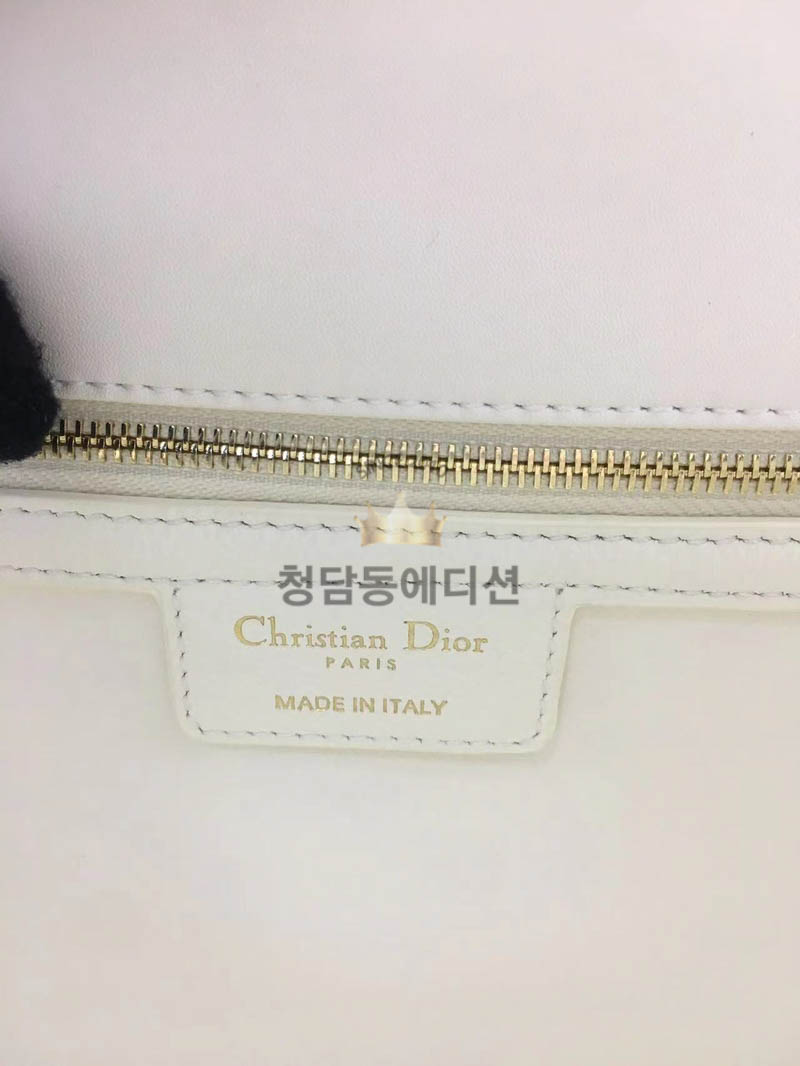 청담동에디션
Christian Dior
PARIS
MADE IN ITALY